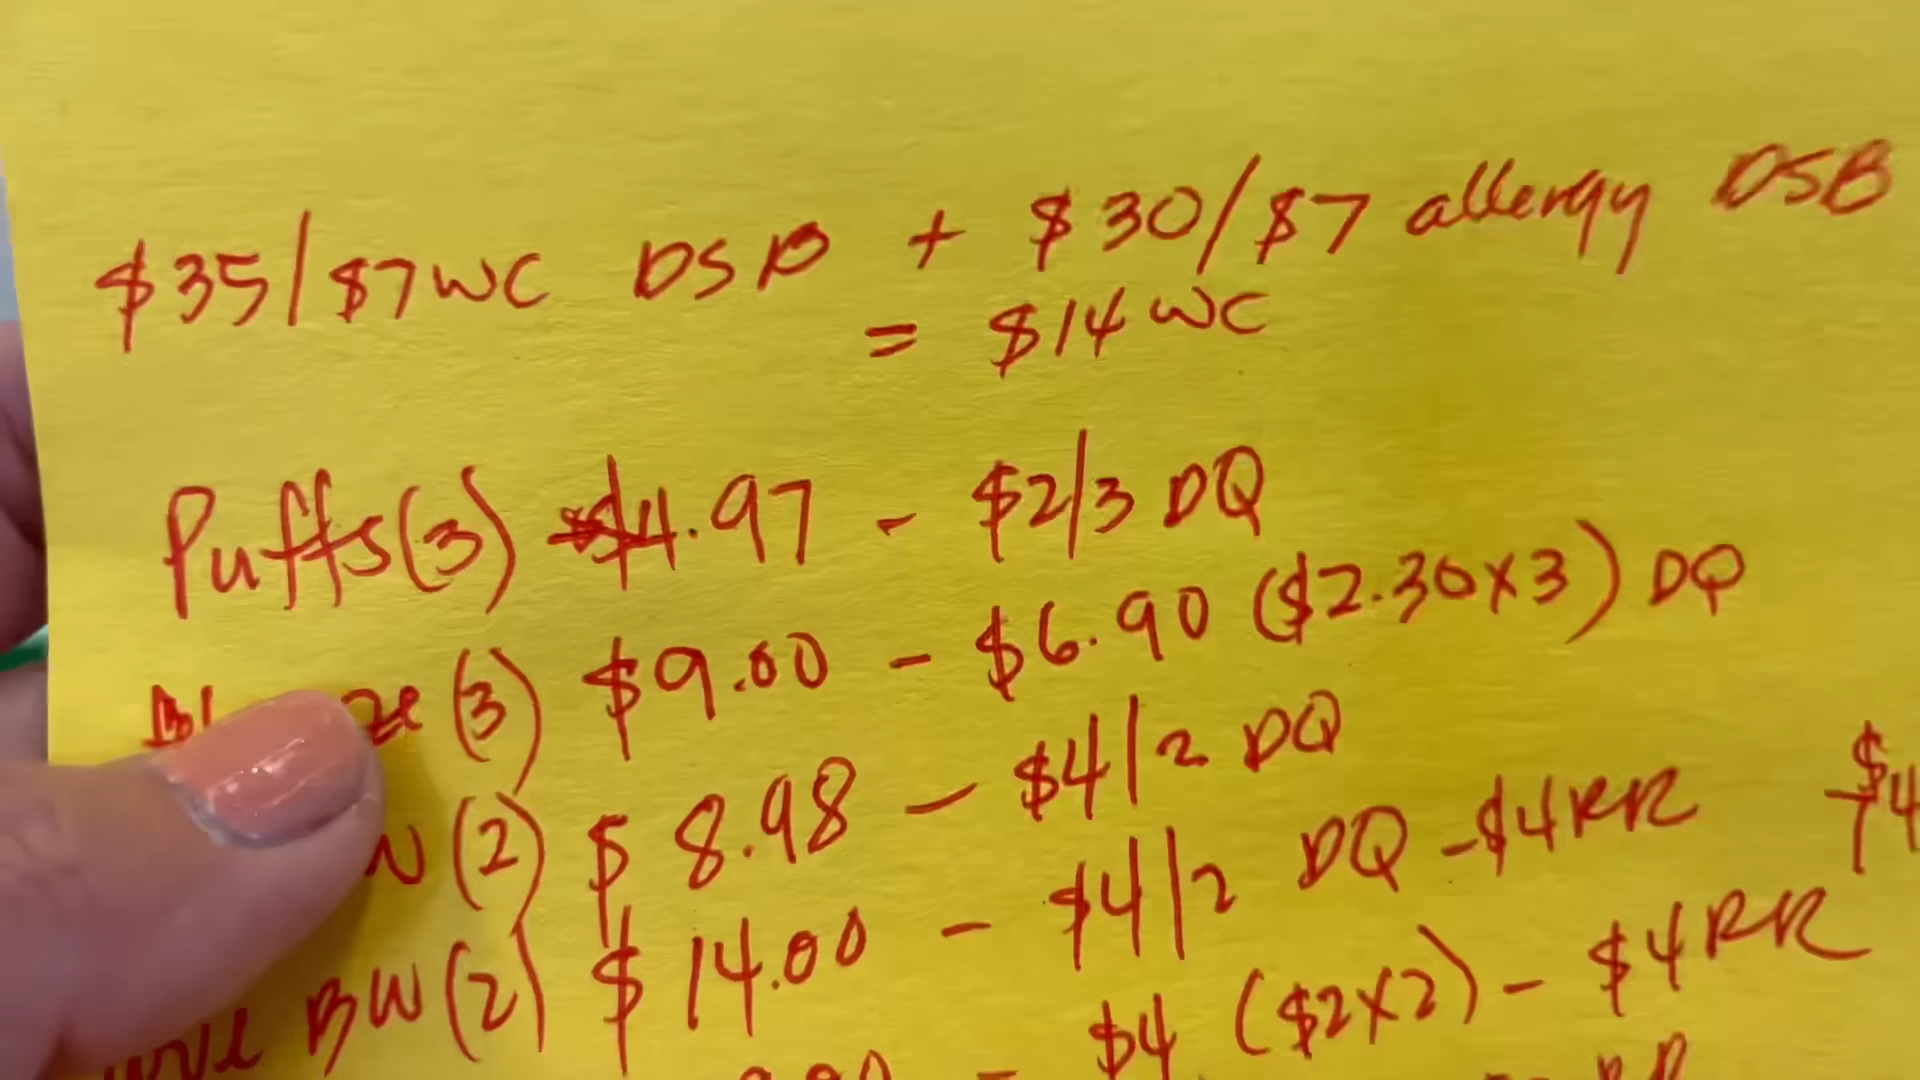 $35/$7WC DSB + $30/$7 allergy DSB
= $14 WC
Puffs(3) $4.97 - $2/3 DQ
(3) $9.00 - $6.90 ($2.30x3) DQ
(2) $8.98 - $4/2 DQ
BW(2) $14.00 - $4/2 DQ -$4RR $4
- $4 ($2x2) - $4RR